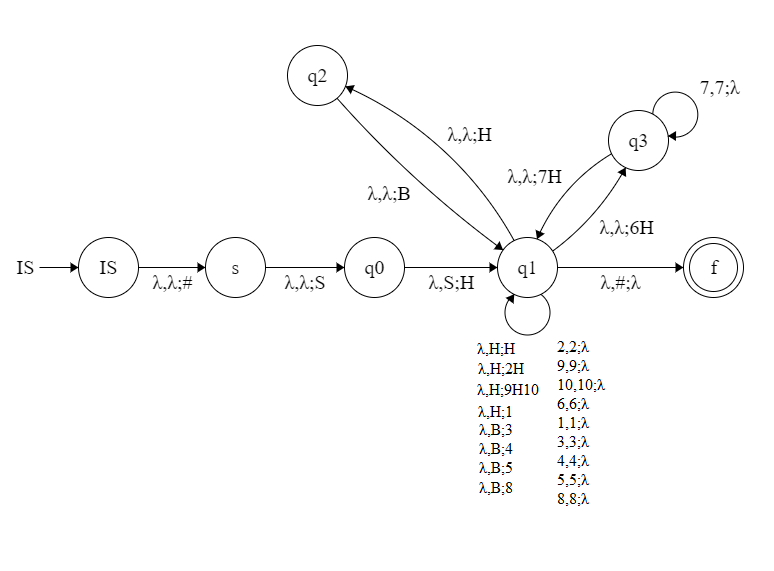 q2
7,7;λ
q3
λ,λ;H
λ,λ;7H
λ,λ;B
λ,λ;6H
IS
IS
s
q0
q1
f
λ,λ;#
λ,λ;S
λ,S;H
λ,#;λ
λ,H;H
λ,H;2H
λ,H;9H10
λ,H;1
λ,B;3
λ,B;4
λ,B;5
λ,B;8
2,2;λ
9,9;λ
10,10;λ
6,6;λ
1,1;λ
3,3;λ
4,4;λ
5,5;λ
8,8;λ